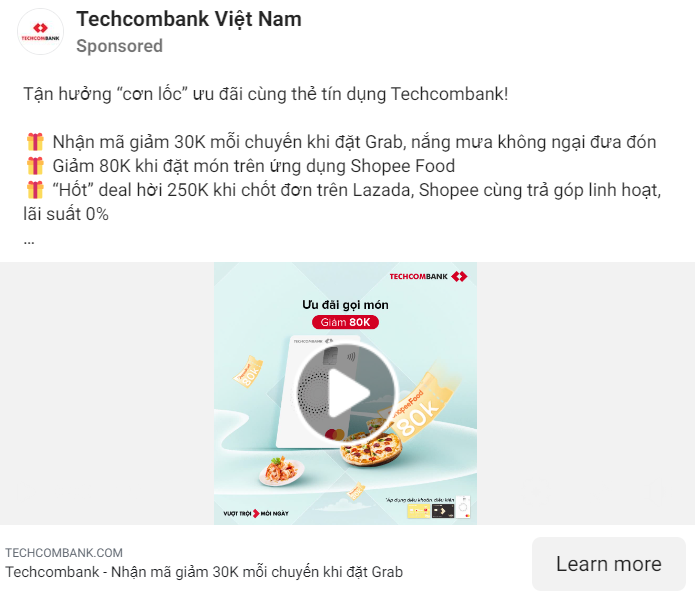 TECHCOMBANK
Techcombank Việt Nam
Sponsored
Tận hưởng “cơn lốc” ưu đãi cùng thẻ tín dụng Techcombank!
Nhận mã giảm 30K mỗi chuyến khi đặt Grab, nắng mưa không ngại đưa đón
Giảm 80K khi đặt món trên ứng dụng Shopee Food
“Hốt” deal hời 250K khi chốt đơn trên Lazada, Shopee cùng trả góp linh hoạt,
lãi suất 0%
...
TECHCOMBANK
Ưu đãi gọi món
Giảm 80K
TECHCOMBANK
80k
ShopeeFood
80k
*Áp dụng điều khoản, điều kiện
VƯỢT TRỘI MỖI NGÀY
TECHCOMBANK.COM
Techcombank - Nhận mã giảm 30K mỗi chuyến khi đặt Grab
Learn more